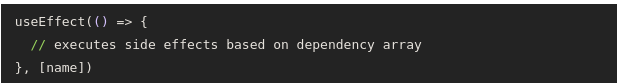 useEffect(() => {
  // executes side effects based on dependency array
}, [name])